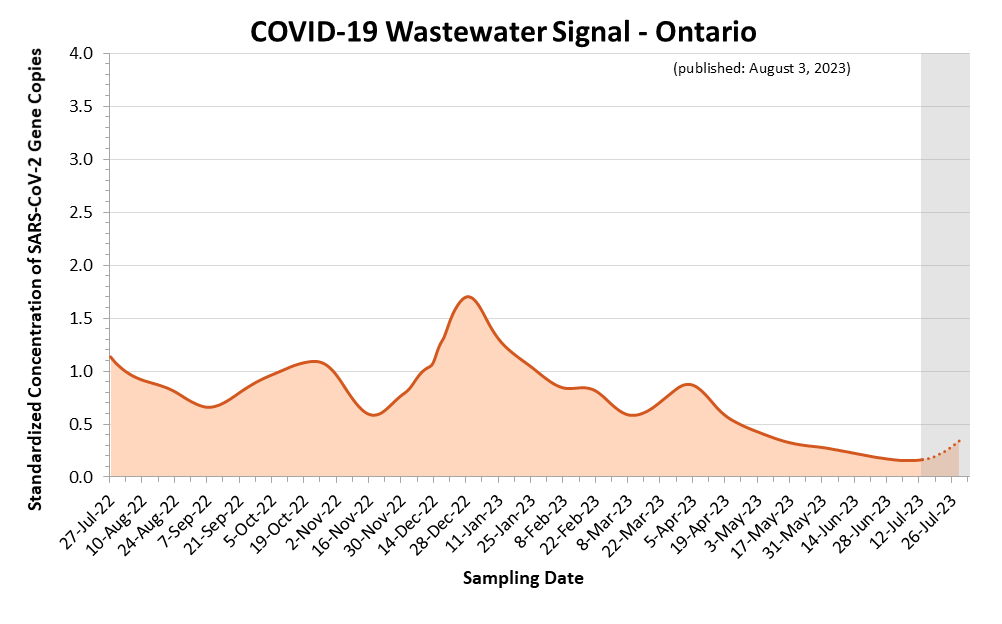 COVID-19 Wastewater Signal - Ontario
(published: August 3, 2023)
Standardized Concentration of SARS-CoV-2 Gene Copies
4.0
3.5
3.0
2.5
2.0
1.5
1.0
0.5
0.0
27-Jul-22
10-Aug-22
24-Aug-22
7-Sep-22
21-Sep-22
5-Oct-22
19-Oct-22
2-Nov-22
16-Nov-22
30-Nov-22
14-Dec-22
28-Dec-22
11-Jan-23
25-Jan-23
8-Feb-23
22-Feb-23
8-Mar-23
22-Mar-23
5-Apr-23
19-Apr-23
3-May-23
17-May-23
31-May-23
14-Jun-23
28-Jun-23
12-Jul-23
26-Jul-23
Sampling Date